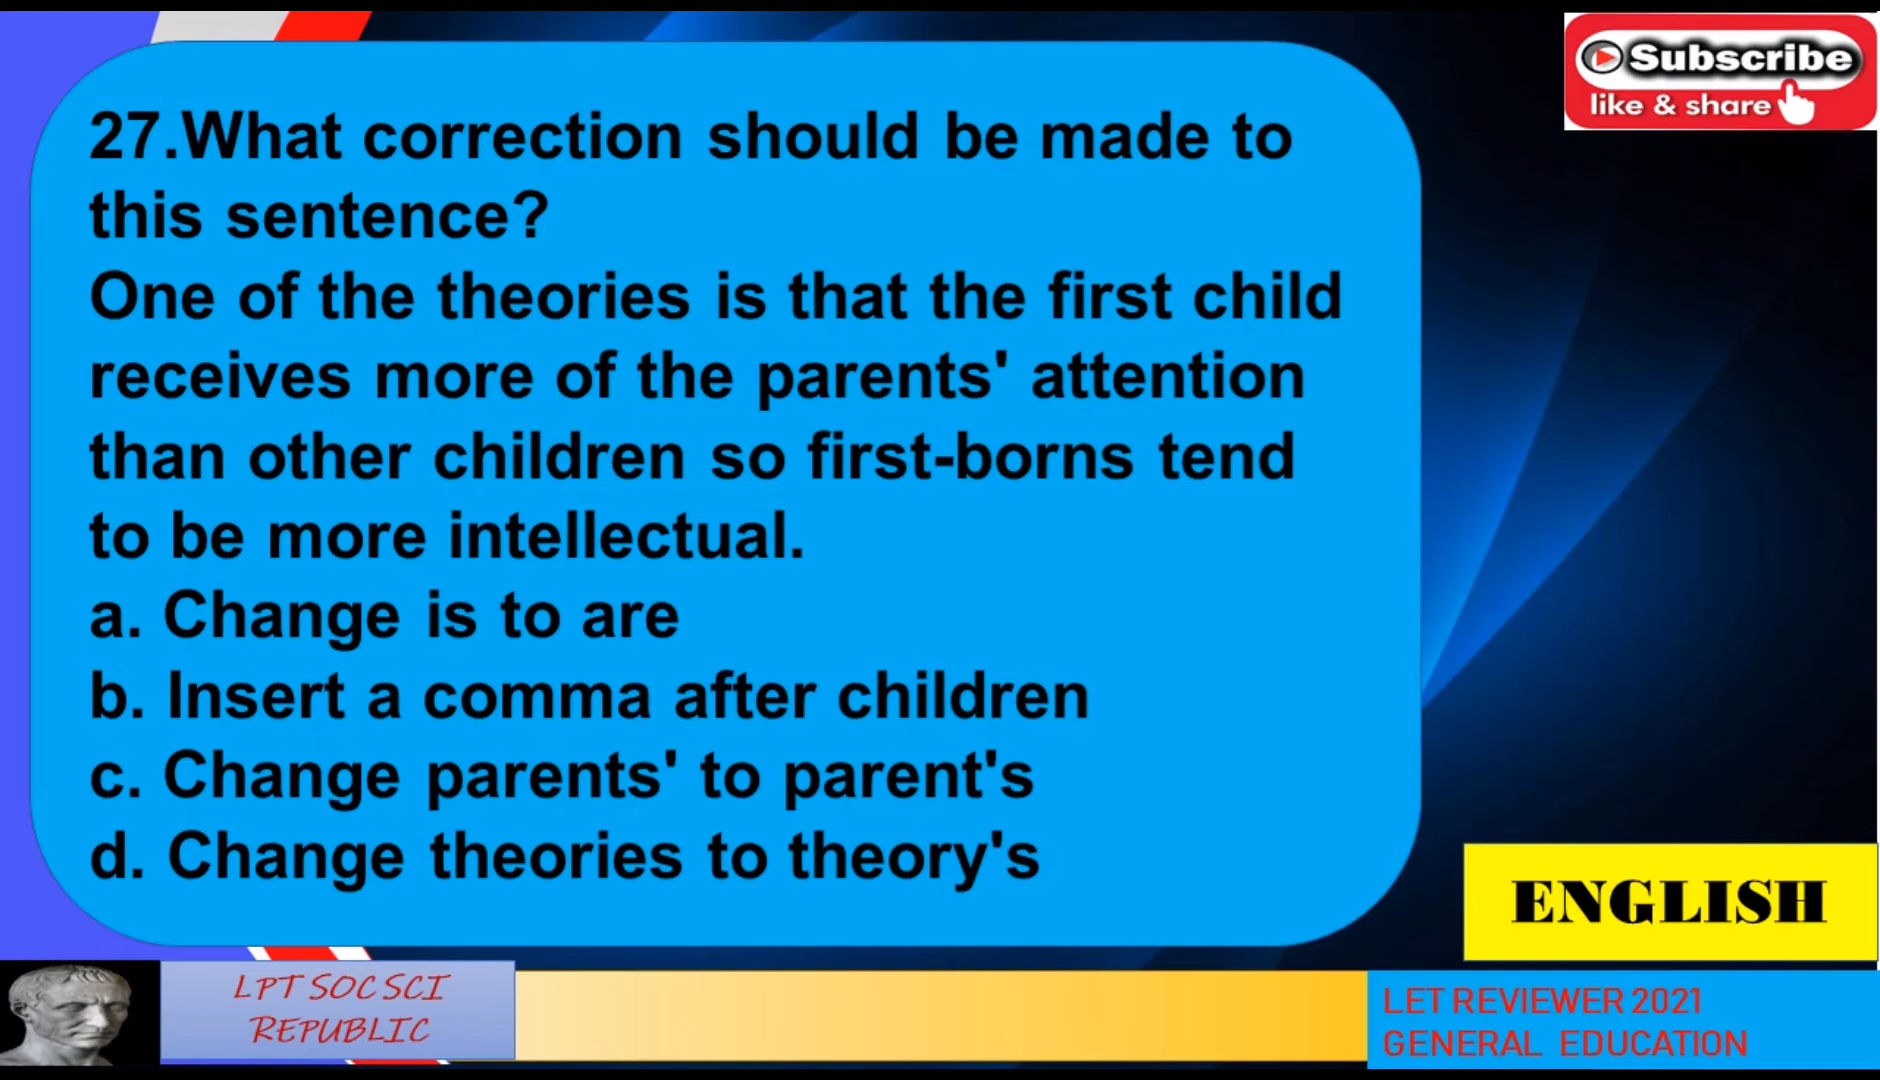 Subscribe
like & share
27.What correction should be made to
this sentence?
One of the theories is that the first child
receives more of the parents' attention
than other children so first-borns tend
to be more intellectual.
a. Change is to are
b. Insert a comma after children
c. Change parents' to parent's
d. Change theories to theory's
ENGLISH
LPT SOC SCI
REPUBLIC
LET REVIEWER 2021
GENERAL EDUCATION